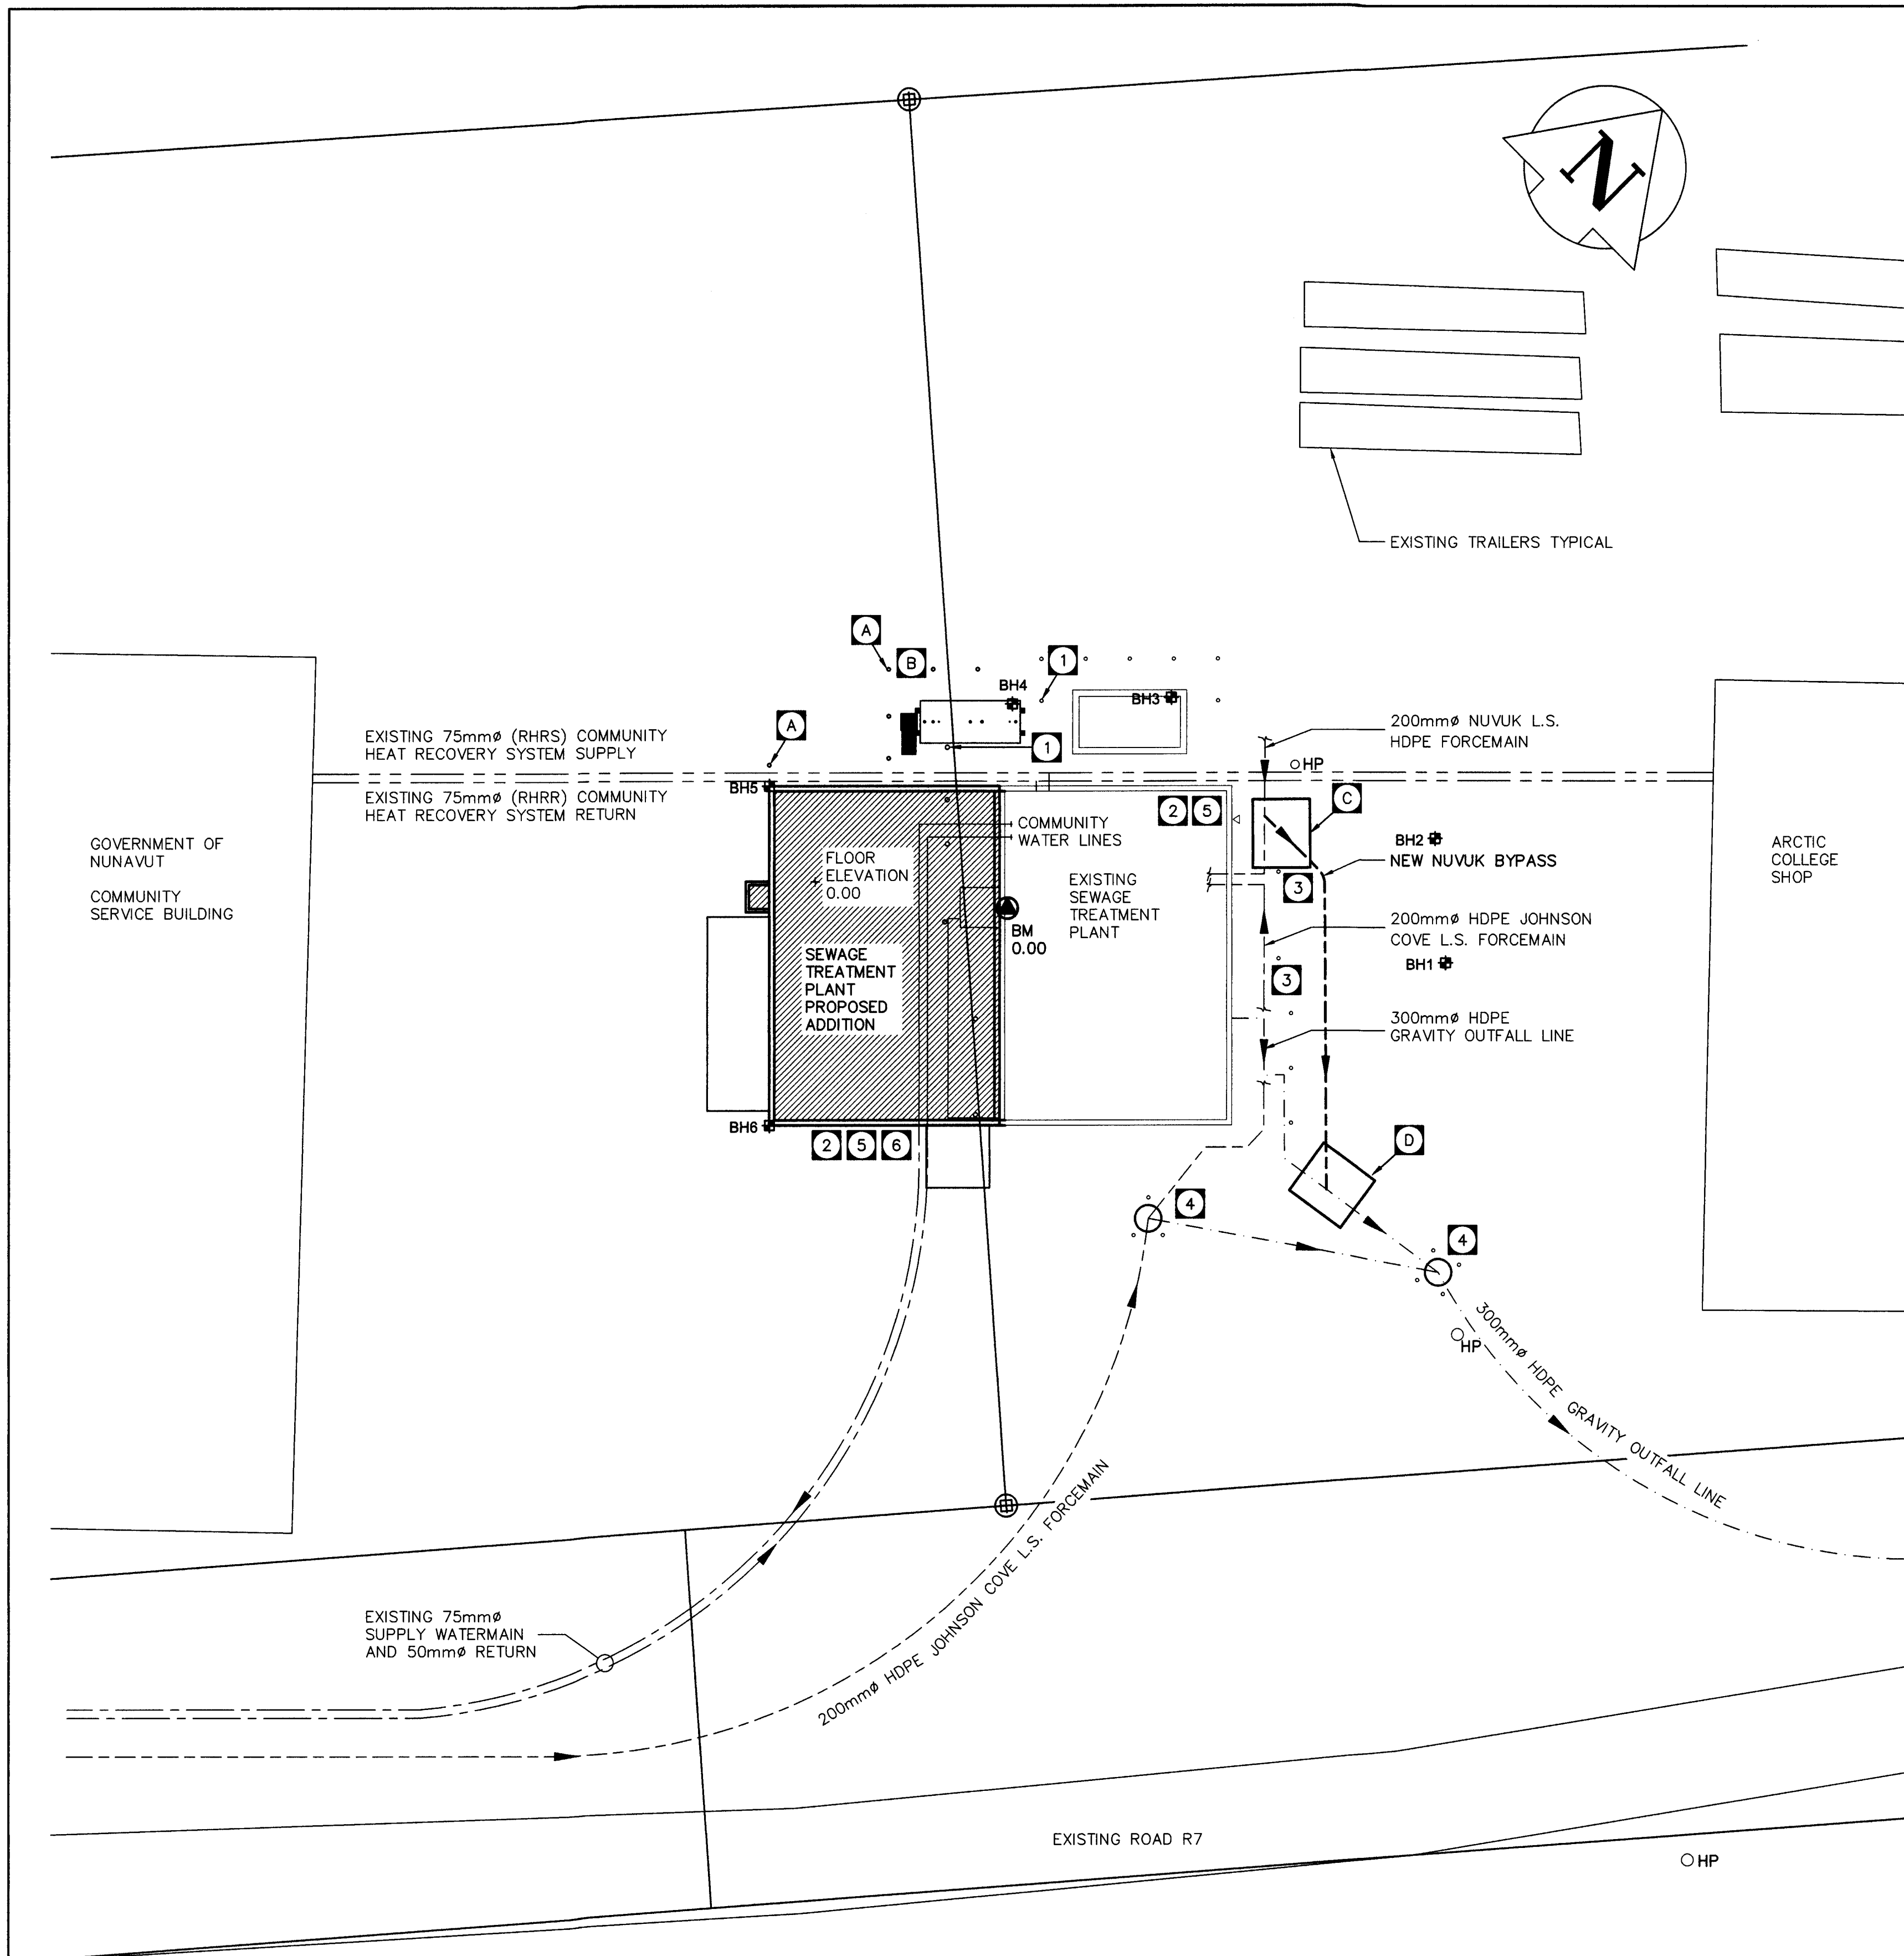 N
EXISTING TRAILERS TYPICAL
A
B
1
BH4
BH3
A
1
200mmø NUVUK L.S.
HDPE FORCEMAIN
EXISTING 75mmø (RHRS) COMMUNITY
HEAT RECOVERY SYSTEM SUPPLY
HP
BH5
EXISTING 75mmø (RHRR) COMMUNITY
HEAT RECOVERY SYSTEM RETURN
2 5
C
GOVERNMENT OF
NUNAVUT
COMMUNITY
SERVICE BUILDING
COMMUNITY
WATER LINES
FLOOR
ELEVATION
0.00
EXISTING
SEWAGE
TREATMENT
PLANT
BH2
NEW NUVUK BYPASS
ARCTIC
COLLEGE
SHOP
3
BM
0.00
200mmø HDPE JOHNSON
COVE L.S. FORCEMAIN
BH1
SEWAGE
TREATMENT
PLANT
PROPOSED
ADDITION
3
300mmø HDPE
GRAVITY OUTFALL LINE
BH6
2 5 6
D
4
4
HP
300mmø HDPE GRAVITY OUTFALL LINE
200mmø HDPE JOHNSON COVE L.S. FORCEMAIN
EXISTING 75mmø
SUPPLY WATERMAIN
AND 50mmø RETURN
EXISTING ROAD R7
HP